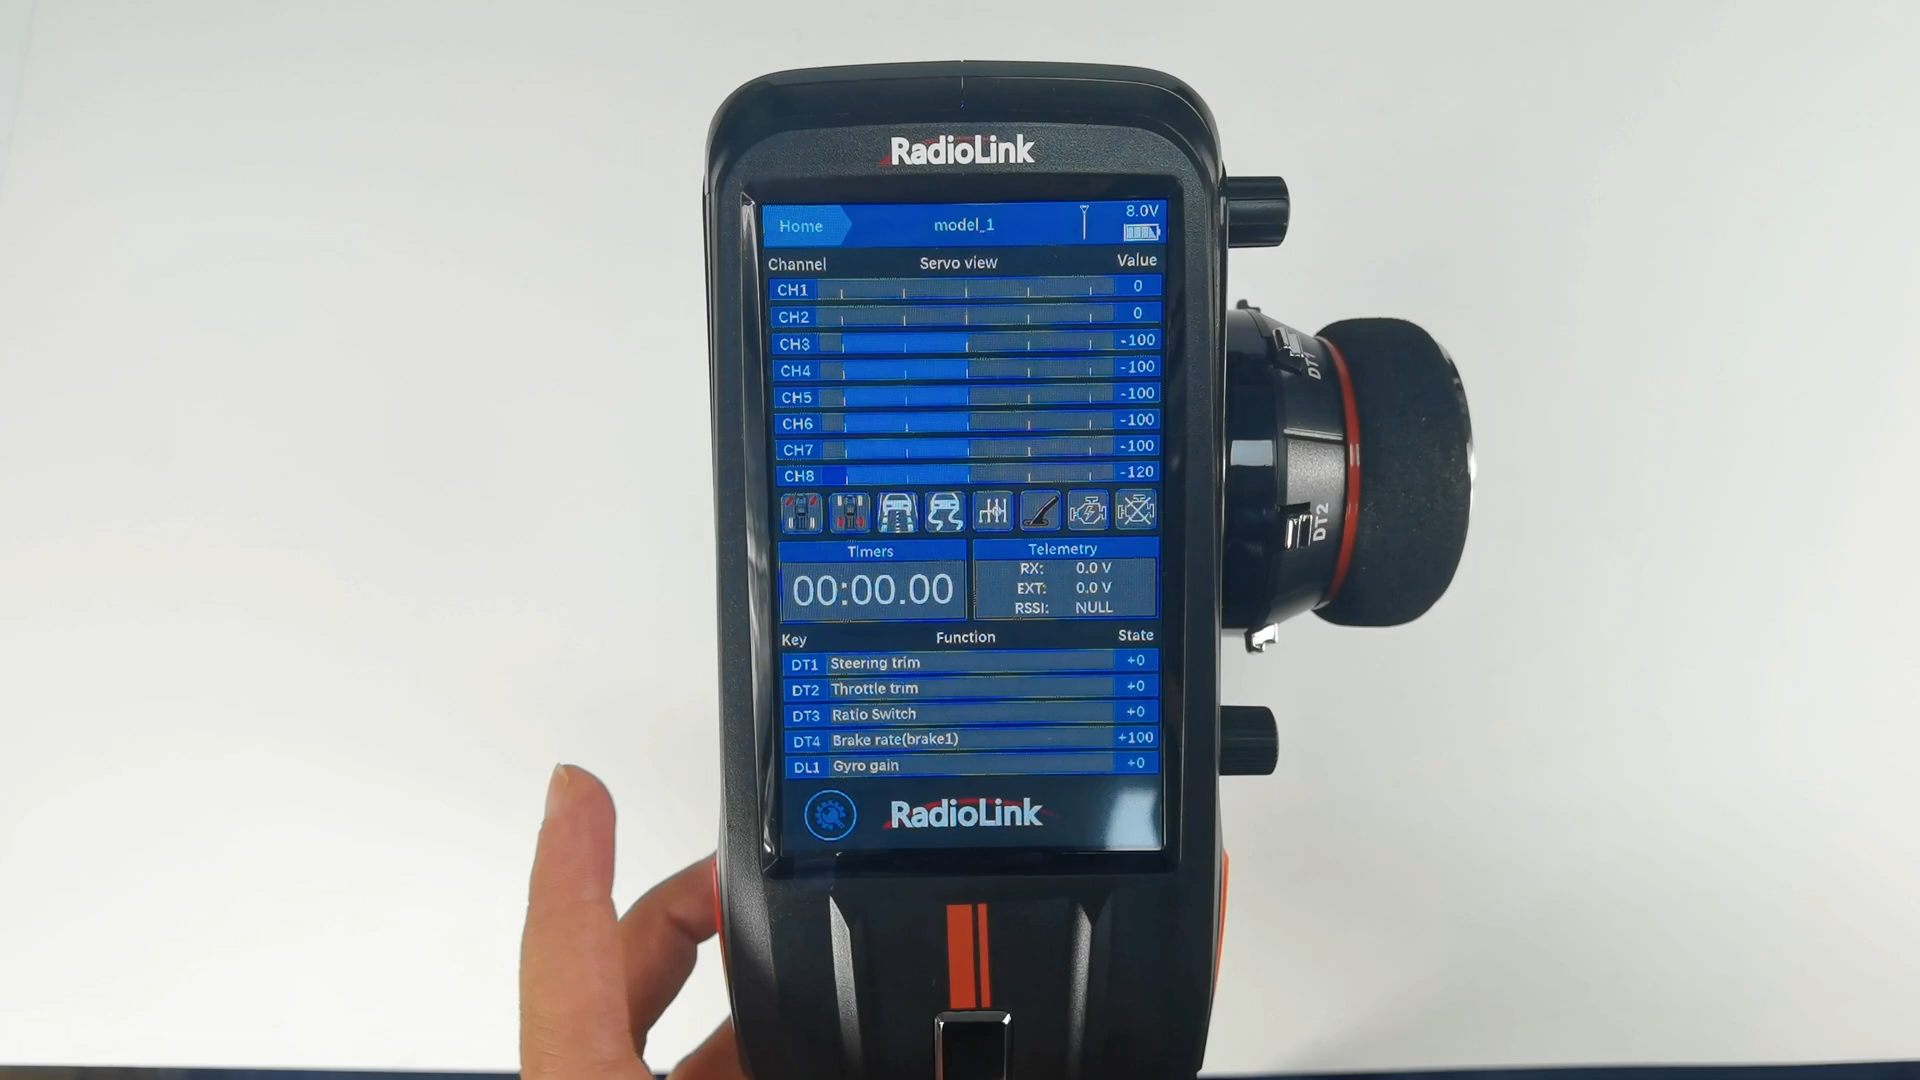 RadioLink
Home model_1 8.0V
Channel Servo view Value
CH1 0
CH2 0
CH3 -100
CH4 -100
CH5 -100
CH6 -100
CH7 -100
CH8 -120
Timers Telemetry
00:00.00
RX: 0.0 V
EXT: 0.0 V
RSSI: NULL
Key Function State
DT1 Steering trim +0
DT2 Throttle trim +0
DT3 Ratio Switch +0
DT4 Brake rate(brake1) +100
DL1 Gyro gain +0
RadioLink
DT1
DT2